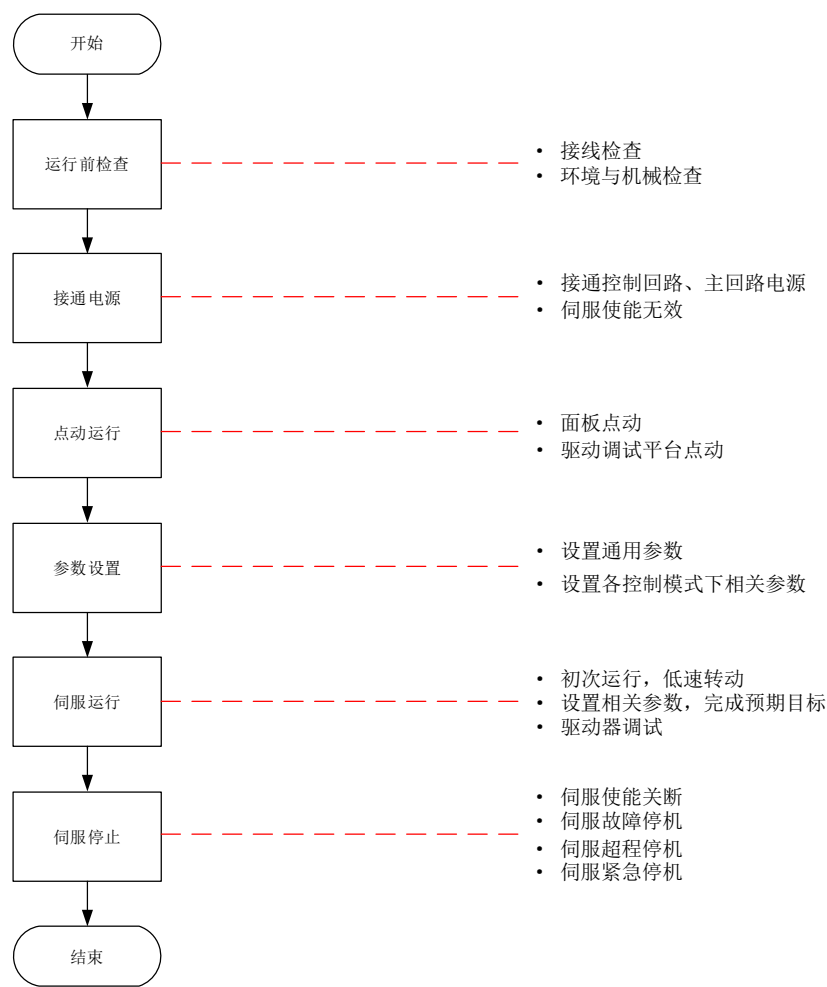 开始
运行前检查
• 接线检查
• 环境与机械检查
接通电源
• 接通控制回路、主回路电源
• 伺服使能无效
点动运行
• 面板点动
• 驱动调试平台点动
参数设置
• 设置通用参数
• 设置各控制模式下相关参数
伺服运行
• 初次运行，低速转动
• 设置相关参数，完成预期目标
• 驱动器调试
伺服停止
• 伺服使能关断
• 伺服故障停机
• 伺服超程停机
• 伺服紧急停机
结束